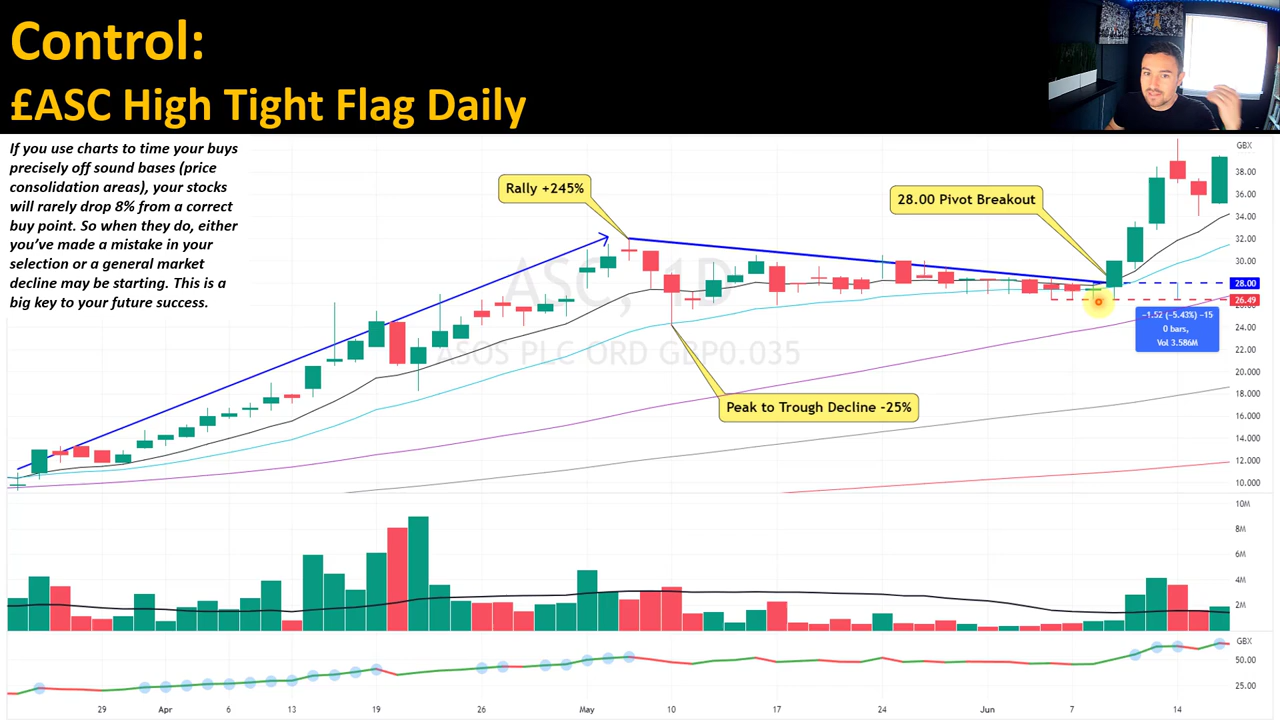 Control:
£ASC High Tight Flag Daily
If you use charts to time your buys
precisely off sound bases (price
consolidation areas), your stocks
will rarely drop 8% from a correct
buy point. So when they do, either
you've made a mistake in your
selection or a general market
decline may be starting. This is a
big key to your future success.
Rally +245%
28.00 Pivot Breakout
Peak to Trough Decline -25%
ASC, 1D
ASOS PLC ORD GBP0.035
−1.52 (−5.43%) −15
0 bars,
Vol 3.586M
GBX
38.00
36.00
34.00
32.00
30.00
28.00
26.49
24.00
22.00
20.000
18.000
16.000
14.000
12.000
10.000
10M
8M
6M
4M
2M
GBX
50.00
25.00
29
Apr
6
13
19
26
May
10
17
24
Jun
7
14